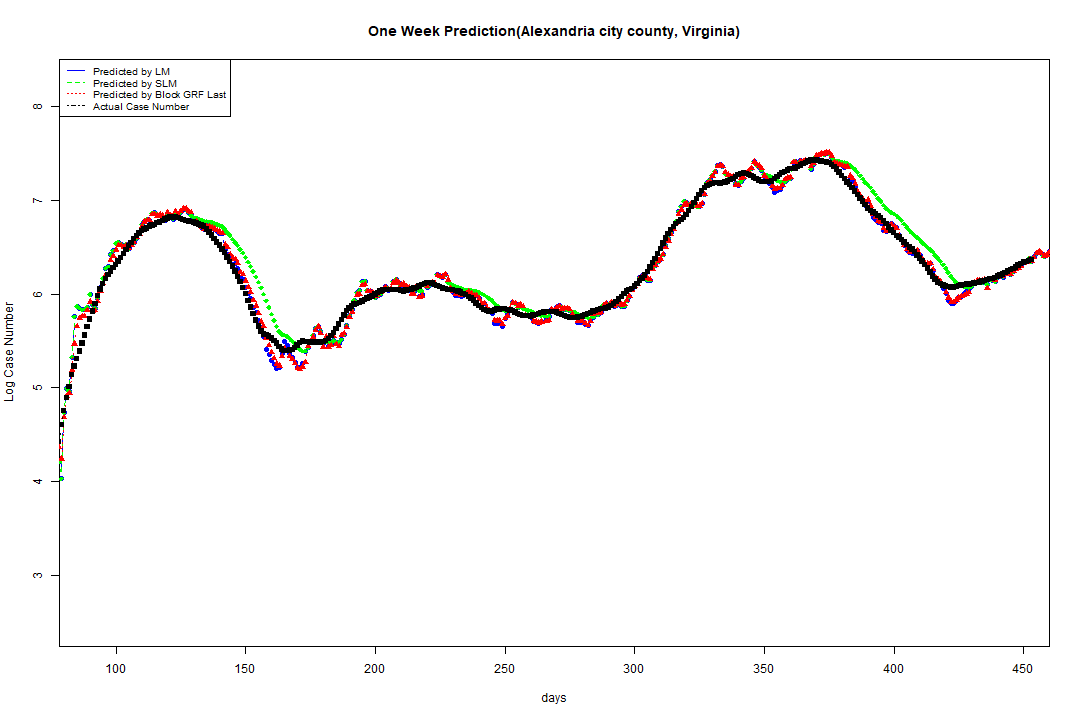 One Week Prediction(Alexandria city county, Virginia)
Predicted by LM
Predicted by SLM
Predicted by Block GRF Last
Actual Case Number
8
7
6
5
4
3
Log Case Number
100 150 200 250 300 350 400 450
days